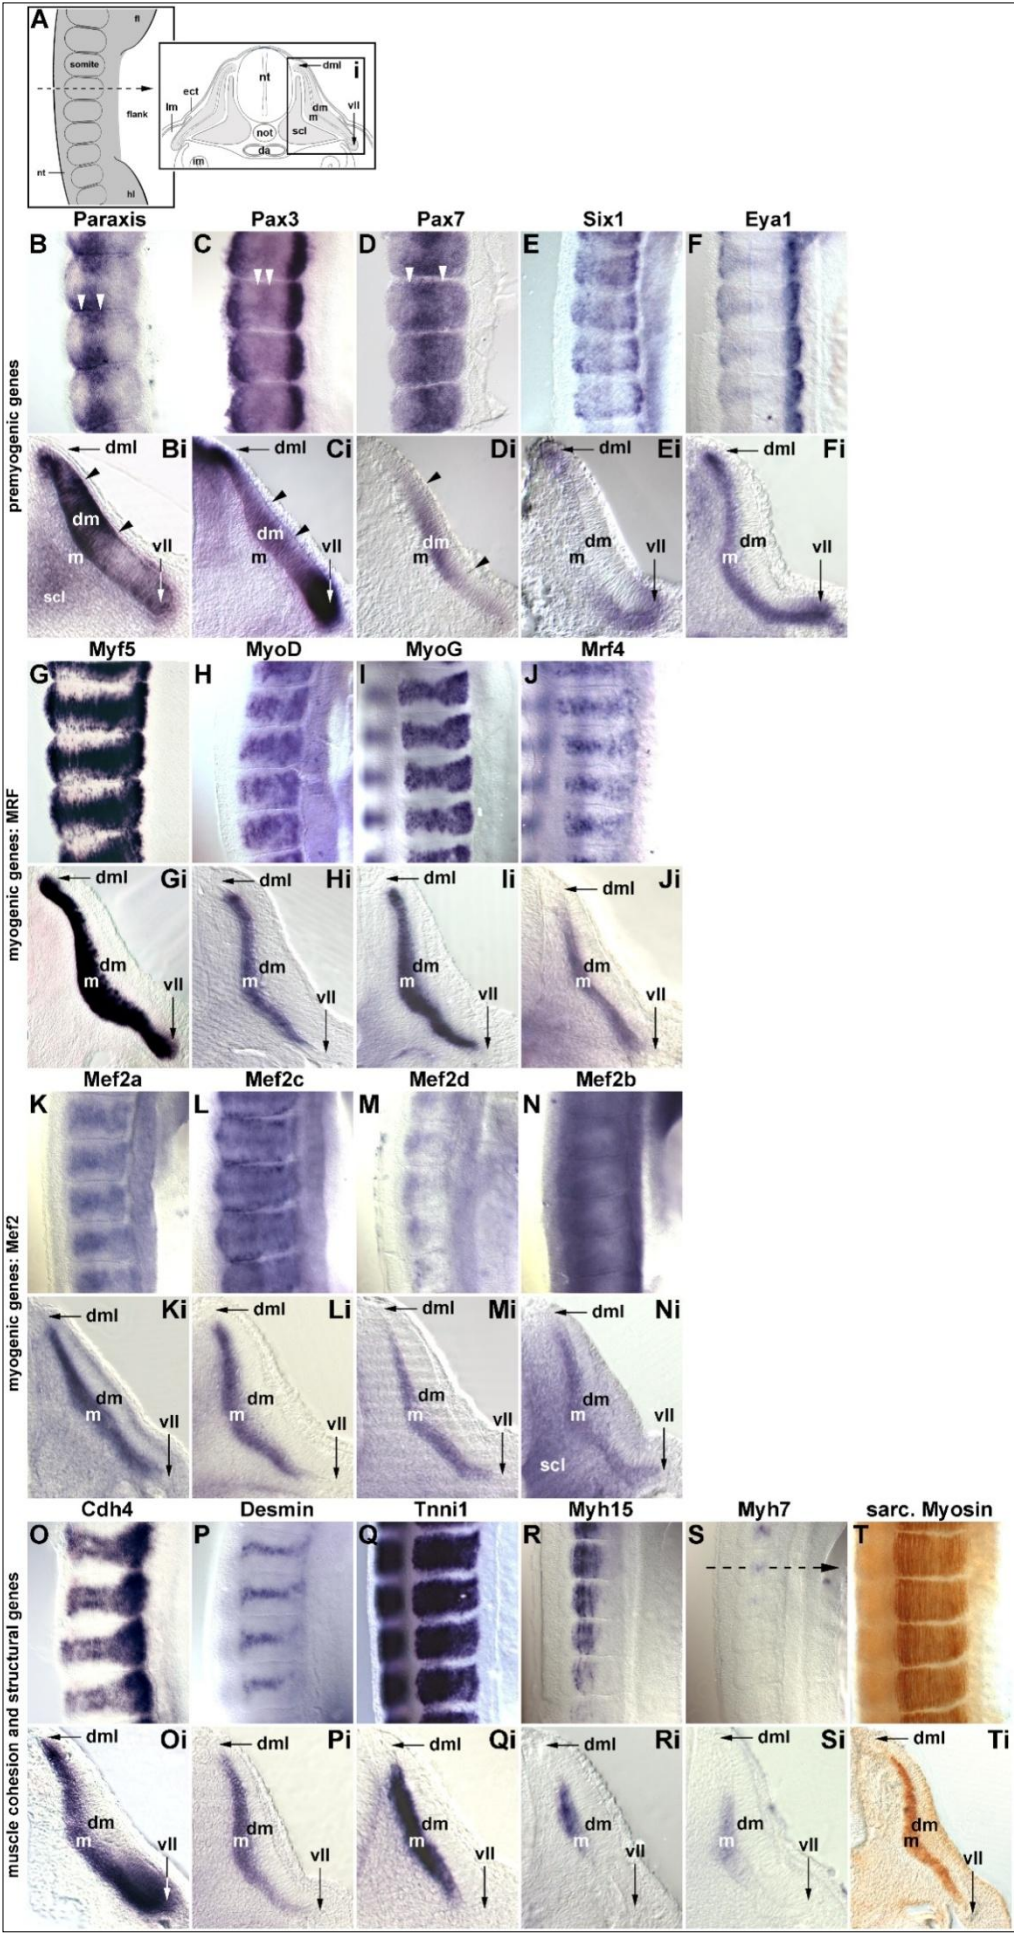 A
fl
somite
flank
nt
hl
i
nt
dml
ect
lm
dm
m
vll
not
scl
da
im
Paraxis Pax3 Pax7 Six1 Eya1
premyogenic genes
B C D E F
Bi Ci Di Ei Fi
dml dml dml dml dml
dm dm dm dm dm
m m m m m
vll vll vll vll
scl
Myf5 MyoD MyoG Mrf4
myogenic genes: MRF
G H I J
Gi Hi Ii Ji
dml dml dml dml
dm dm dm dm
m m m m
vll vll vll vll
Mef2a Mef2c Mef2d Mef2b
myogenic genes: Mef2
K L M N
Ki Li Mi Ni
dml dml dml dml
dm dm dm dm
m m m m
vll vll vll vll
scl
Cdh4 Desmin Tnni1 Myh15 Myh7 sarc. Myosin
muscle cohesion and structural genes
O P Q R S T
Oi Pi Qi Ri Si Ti
dml dml dml dml dml dml
dm dm dm dm dm dm
m m m m m m
vll vll vll vll vll vll